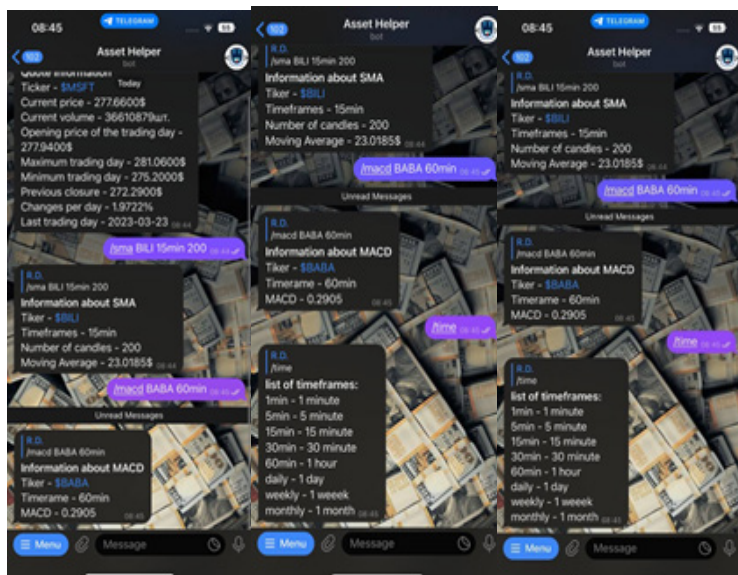 08:45
TELEGRAM
55
102
Asset Helper
bot
Quote information
Today
Ticker - $MSFT
Current price - 277.6600$
Current volume - 36610879шт.
Opening price of the trading day -
277.9400$
Maximum trading day - 281.0600$
Minimum trading day - 275.2000$
Previous closure - 272.2900$
Changes per day - 1.9722%
Last trading day - 2023-03-23 08:44
/sma BILI 15min 200 08:44
R.D.
/sma BILI 15min 200
Information about SMA
Tiker - $BILI
Timeframes - 15min
Number of candles - 200
Moving Average - 23.0185$ 08:44
/macd BABA 60min 08:45
Unread Messages
R.D.
/macd BABA 60min
Information about MACD
Tiker - $BABA
Timerame - 60min
MACD - 0.2905 08:45
Menu
Message
102
Asset Helper
bot
R.D.
/sma BILI 15min 200
Information about SMA
Tiker - $BILI
Timeframes - 15min
Number of candles - 200
Moving Average - 23.0185$ 08:44
/macd BABA 60min 08:45
Unread Messages
R.D.
/macd BABA 60min
Information about MACD
Tiker - $BABA
Timerame - 60min
MACD - 0.2905 08:45
/time 08:45
R.D.
/time
list of timeframes:
1min - 1 minute
5min - 5 minute
15min - 15 minute
30min - 30 minute
60min - 1 hour
daily - 1 day
weekly - 1 weeek
monthly - 1 month 08:45
Menu
Message
08:45
TELEGRAM
55
102
Asset Helper
bot
R.D.
/sma BILI 15min 200
Information about SMA
Tiker - $BILI
Timeframes - 15min
Number of candles - 200
Moving Average - 23.0185$ 08:44
/macd BABA 60min 08:45
Unread Messages
R.D.
/macd BABA 60min
Information about MACD
Tiker - $BABA
Timerame - 60min
MACD - 0.2905 08:45
/time 08:45
R.D.
/time
list of timeframes:
1min - 1 minute
5min - 5 minute
15min - 15 minute
30min - 30 minute
60min - 1 hour
daily - 1 day
weekly - 1 weeek
monthly - 1 month 08:45
Menu
Message